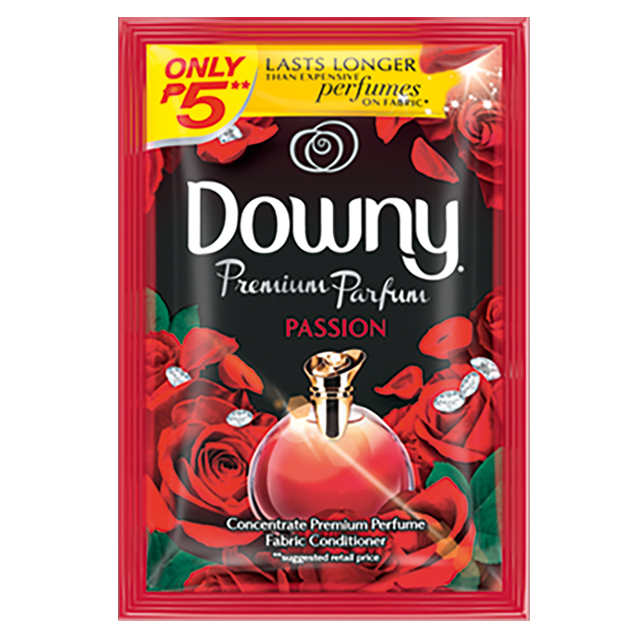 ONLY
₱5**
LASTS LONGER
THAN EXPENSIVE
perfumes
ON FABRIC*
Downy
Premium Parfum
PASSION
Concentrate Premium Perfume
Fabric Conditioner
**suggested retail price